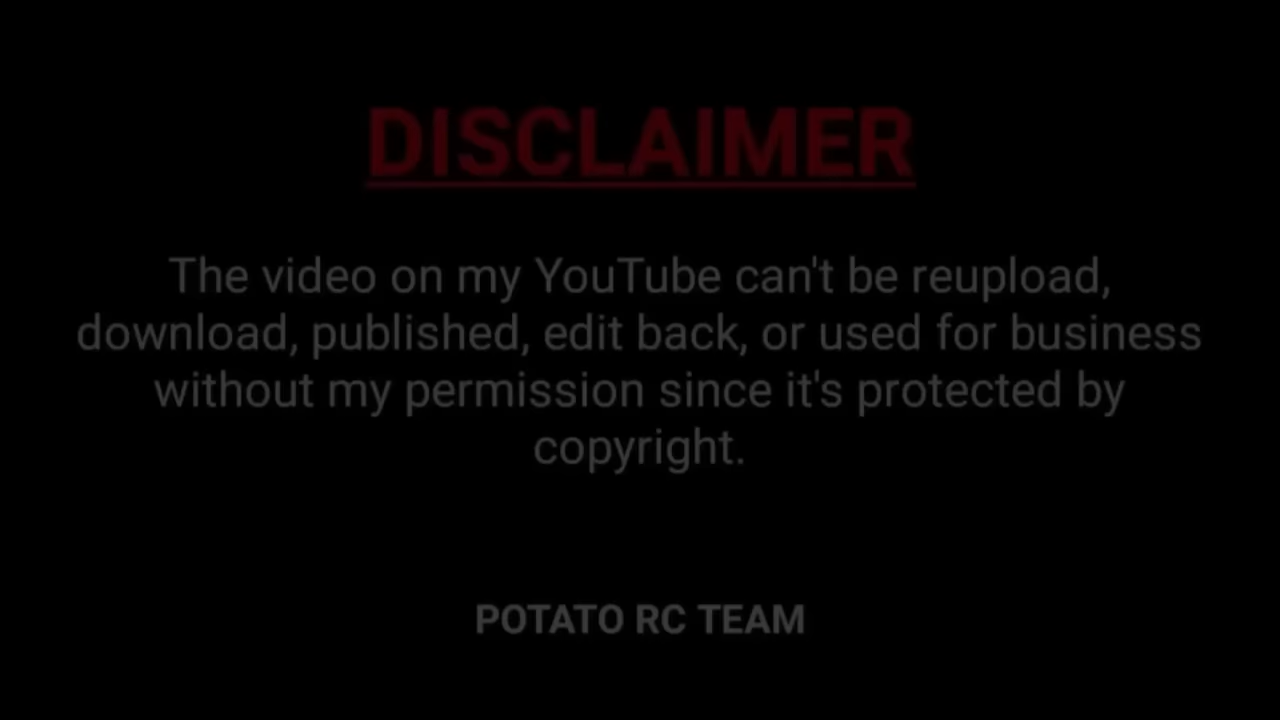 DISCLAIMER
The video on my YouTube can't be reupload,
download, published, edit back, or used for business
without my permission since it's protected by
copyright.
POTATO RC TEAM